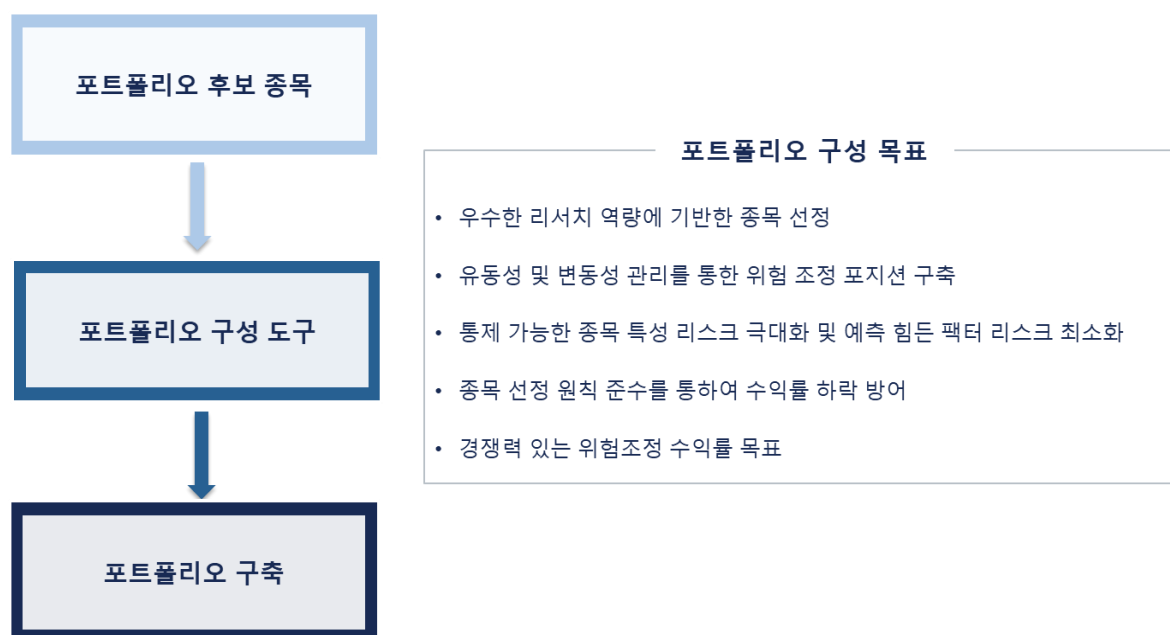 포트폴리오 후보 종목
포트폴리오 구성 도구
포트폴리오 구축
포트폴리오 구성 목표
• 우수한 리서치 역량에 기반한 종목 선정
• 유동성 및 변동성 관리를 통한 위험 조정 포지션 구축
• 통제 가능한 종목 특성 리스크 극대화 및 예측 힘든 팩터 리스크 최소화
• 종목 선정 원칙 준수를 통하여 수익률 하락 방어
• 경쟁력 있는 위험조정 수익률 목표